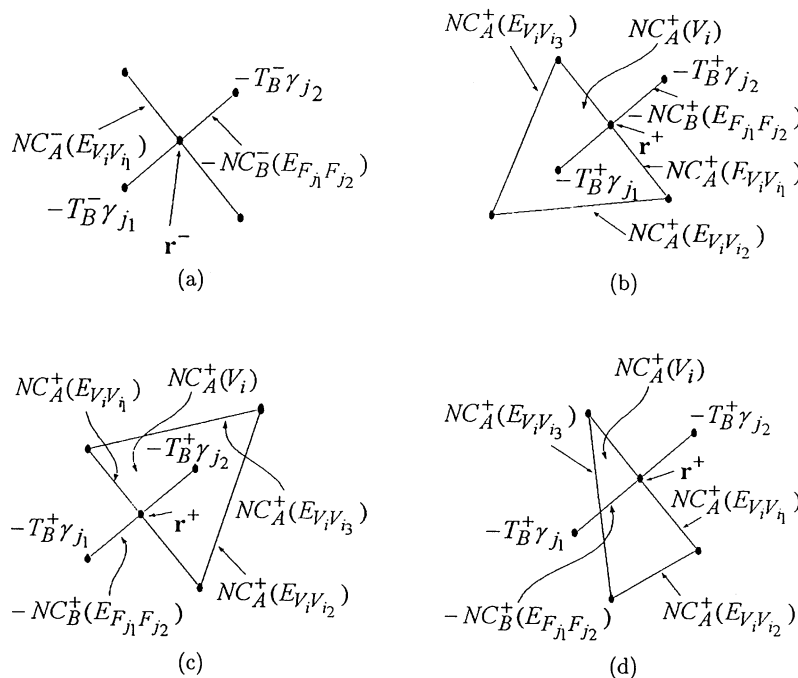 −T_B^−γ_{j_2}
NC_A^−(E_{V_iV_{i_1}})
−NC_B^−(E_{F_{j_1}F_{j_2}})
−T_B^−γ_{j_1}
r^−
(a)
NC_A^+(E_{V_iV_{i_3}})
NC_A^+(V_i)
−T_B^+γ_{j_2}
−NC_B^+(E_{F_{j_1}F_{j_2}})
r^+
−T_B^+γ_{j_1}
NC_A^+(E_{V_iV_{i_1}})
NC_A^+(E_{V_iV_{i_2}})
(b)
NC_A^+(E_{V_iV_{i_1}})
NC_A^+(V_i)
−T_B^+γ_{j_2}
NC_A^+(E_{V_iV_{i_3}})
r^+
−T_B^+γ_{j_1}
NC_A^+(E_{V_iV_{i_2}})
−NC_B^+(E_{F_{j_1}F_{j_2}})
(c)
NC_A^+(V_i)
NC_A^+(E_{V_iV_{i_3}})
−T_B^+γ_{j_2}
r^+
NC_A^+(E_{V_iV_{i_1}})
−T_B^+γ_{j_1}
−NC_B^+(E_{F_{j_1}F_{j_2}})
NC_A^+(E_{V_iV_{i_2}})
(d)